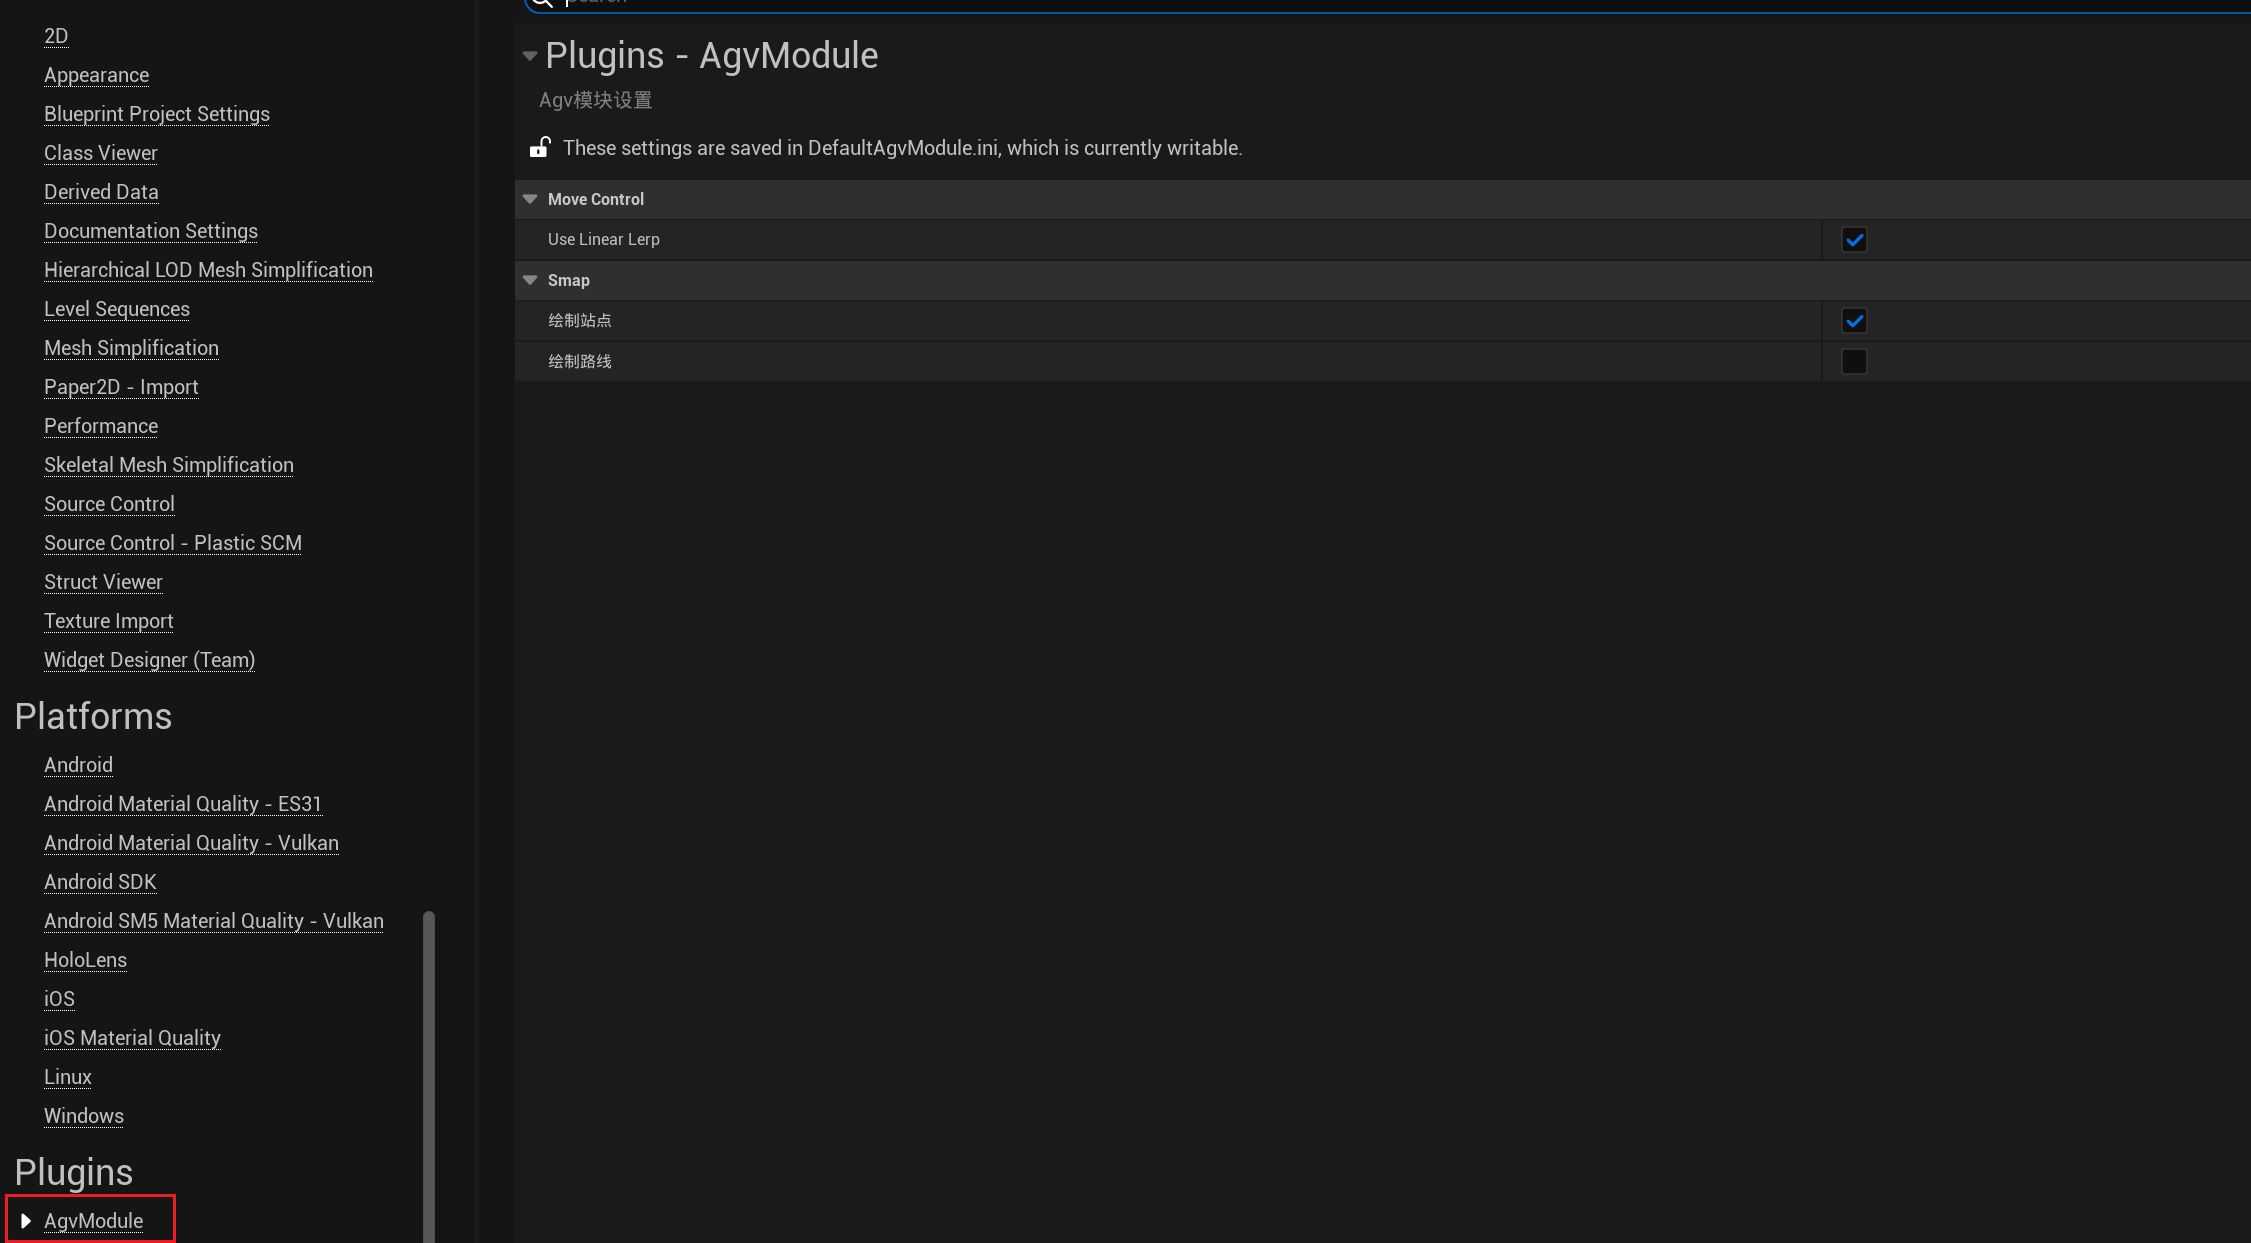 2D
Appearance
Blueprint Project Settings
Class Viewer
Derived Data
Documentation Settings
Hierarchical LOD Mesh Simplification
Level Sequences
Mesh Simplification
Paper2D - Import
Performance
Skeletal Mesh Simplification
Source Control
Source Control - Plastic SCM
Struct Viewer
Texture Import
Widget Designer (Team)
Platforms
Android
Android Material Quality - ES31
Android Material Quality - Vulkan
Android SDK
Android SM5 Material Quality - Vulkan
HoloLens
iOS
iOS Material Quality
Linux
Windows
Plugins
AgvModule
Search
Plugins - AgvModule
Agv模块设置
These settings are saved in DefaultAgvModule.ini, which is currently writable.
Move Control
Use Linear Lerp
Smap
绘制站点
绘制路线